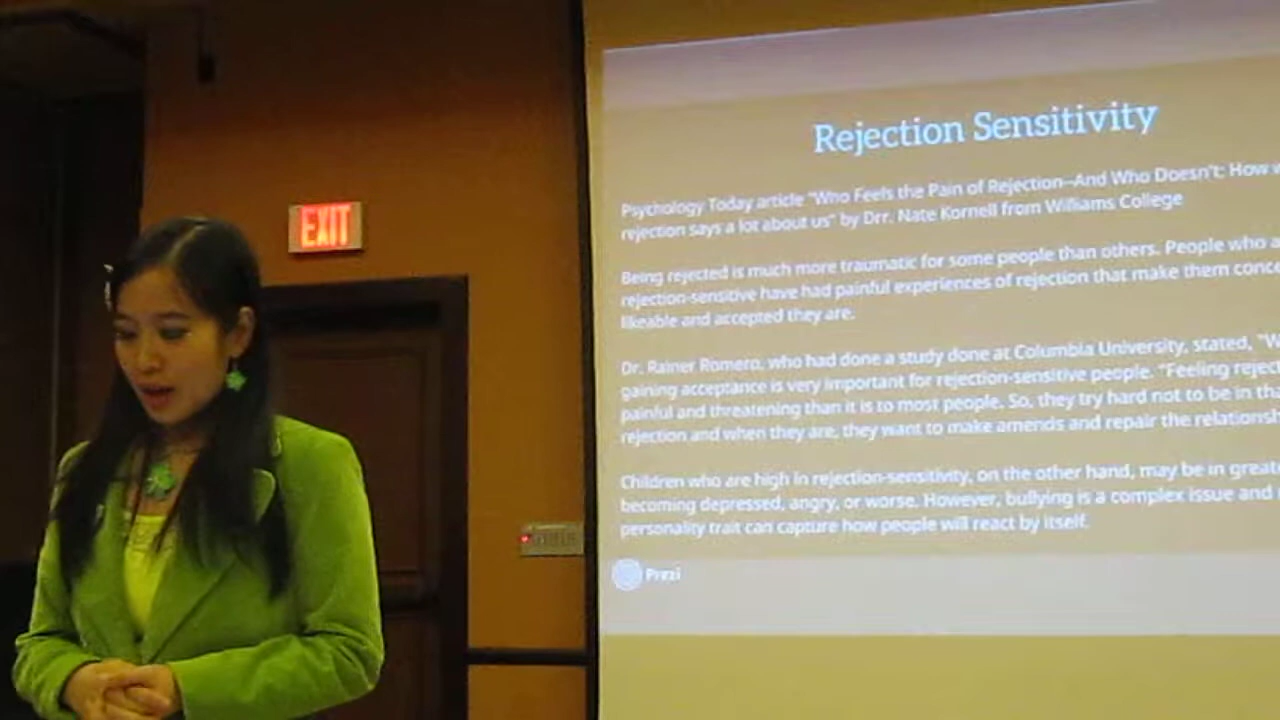 EXIT
Rejection Sensitivity
Psychology Today article "Who Feels the Pain of Rejection--And Who Doesn't: How
rejection says a lot about us" by Drr. Nate Kornell from Williams College
Being rejected is much more traumatic for some people than others. People who
rejection-sensitive have had painful experiences of rejection that make them
likeable and accepted they are.
Dr. Rainer Romero, who had done a study done at Columbia University, stated,
gaining acceptance is very important for rejection-sensitive people. "Feeling
painful and threatening than it is to most people. So, they try hard not to be in
rejection and when they are, they want to make amends and repair the
Children who are high in rejection-sensitivity, on the other hand, may be in
becoming depressed, angry, or worse. However, bullying is a complex issue and
personality trait can capture how people will react by itself.
Prezi